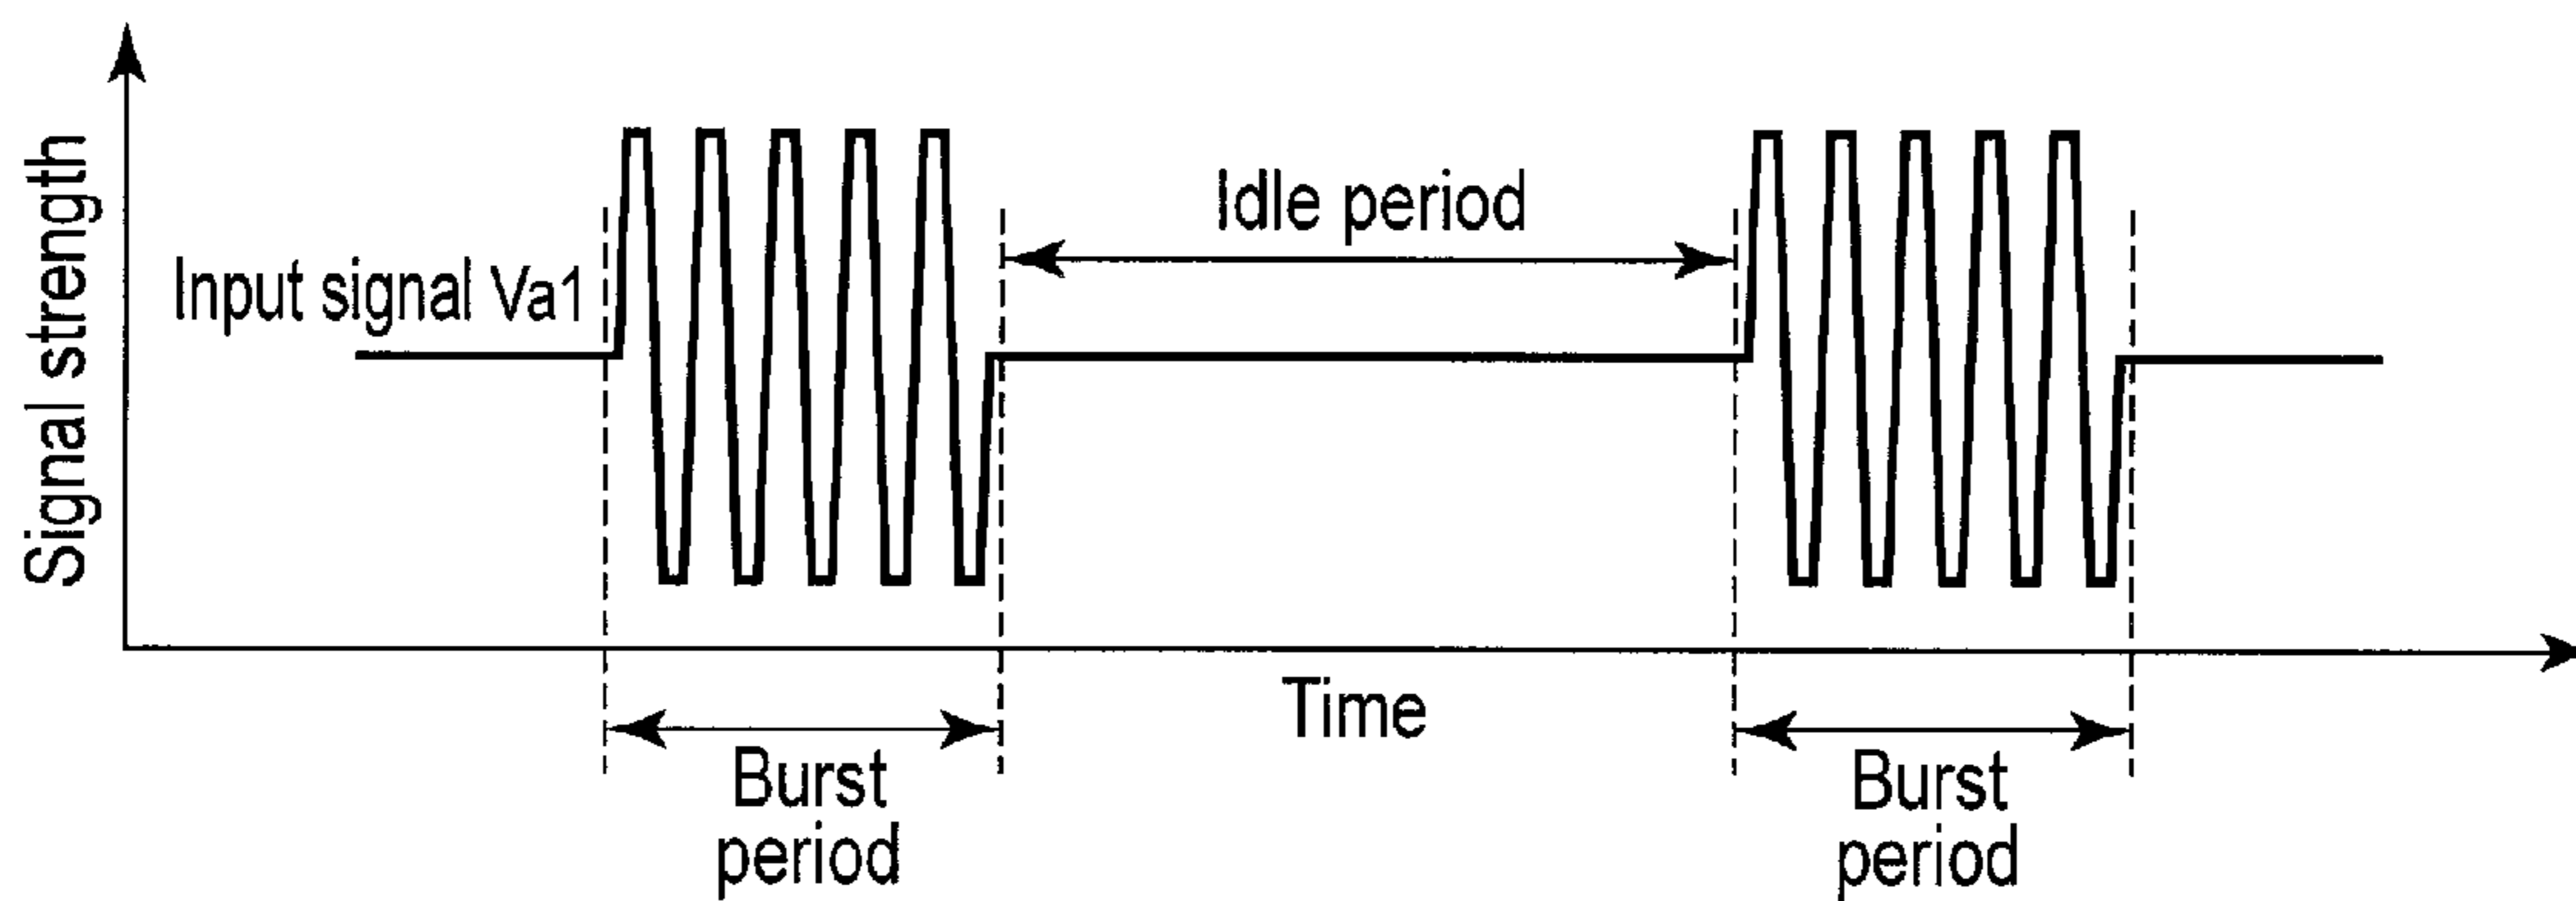 Signal strength
Input signal Va1
Idle period
Time
Burst
period
Burst
period